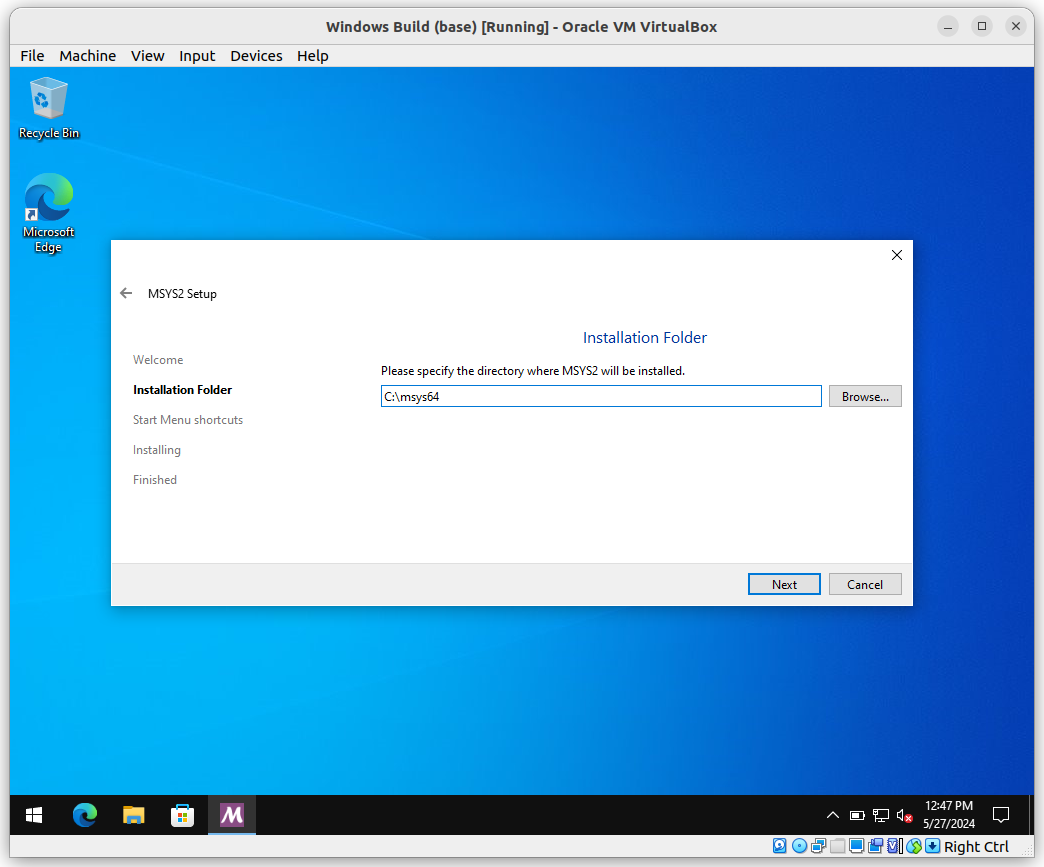 Windows Build (base) [Running] - Oracle VM VirtualBox
File Machine View Input Devices Help
Recycle Bin
Microsoft
Edge
MSYS2 Setup
Welcome
Installation Folder
Start Menu shortcuts
Installing
Finished
Installation Folder
Please specify the directory where MSYS2 will be installed.
C:\msys64
Browse...
Next
Cancel
12:47 PM
5/27/2024
Right Ctrl